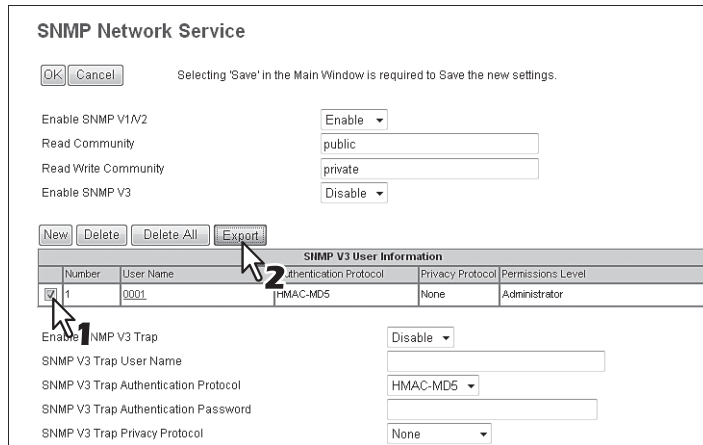 SNMP Network Service
OK Cancel Selecting 'Save' in the Main Window is required to Save the new settings.
Enable SNMP V1/V2 Enable
Read Community public
Read Write Community private
Enable SNMP V3 Disable
New Delete Delete All Export
2
SNMP V3 User Information
Number User Name Authentication Protocol Privacy Protocol Permissions Level
1 0001 HMAC-MD5 None Administrator
1
Enable SNMP V3 Trap Disable
SNMP V3 Trap User Name
SNMP V3 Trap Authentication Protocol HMAC-MD5
SNMP V3 Trap Authentication Password
SNMP V3 Trap Privacy Protocol None